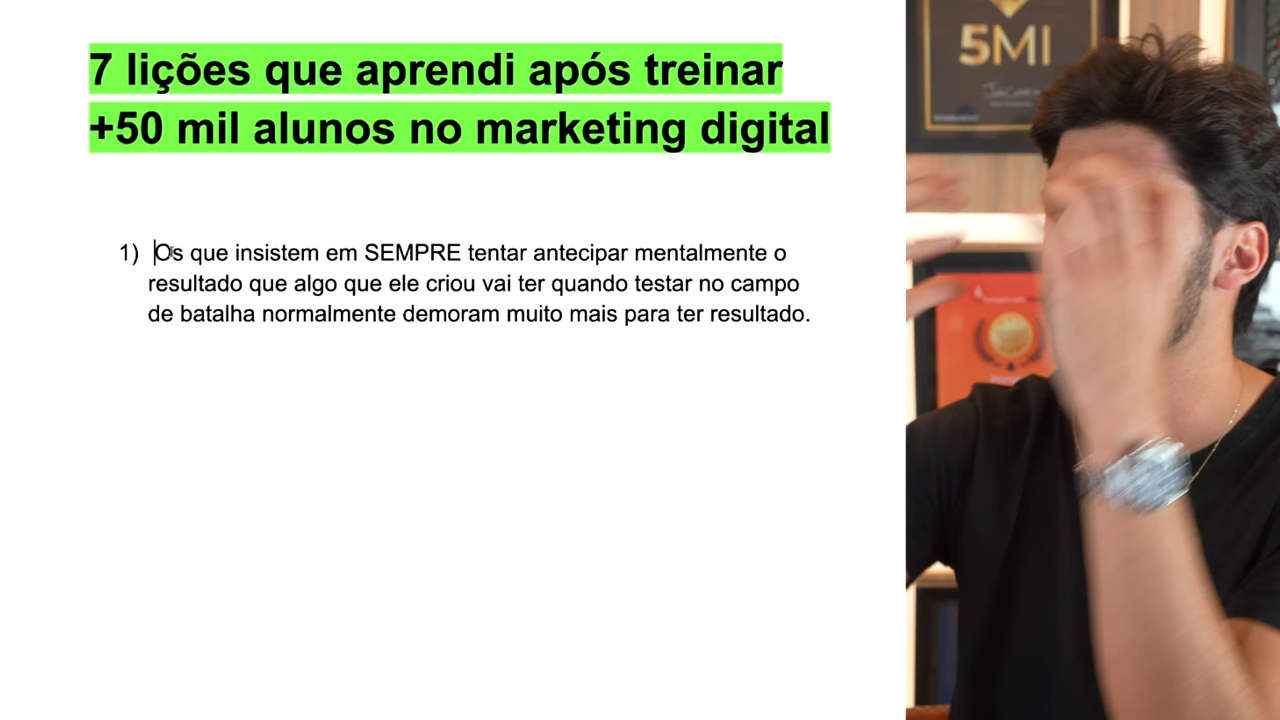 7 lições que aprendi após treinar
+50 mil alunos no marketing digital
1) Os que insistem em SEMPRE tentar antecipar mentalmente o
resultado que algo que ele criou vai ter quando testar no campo
de batalha normalmente demoram muito mais para ter resultado.
5MI